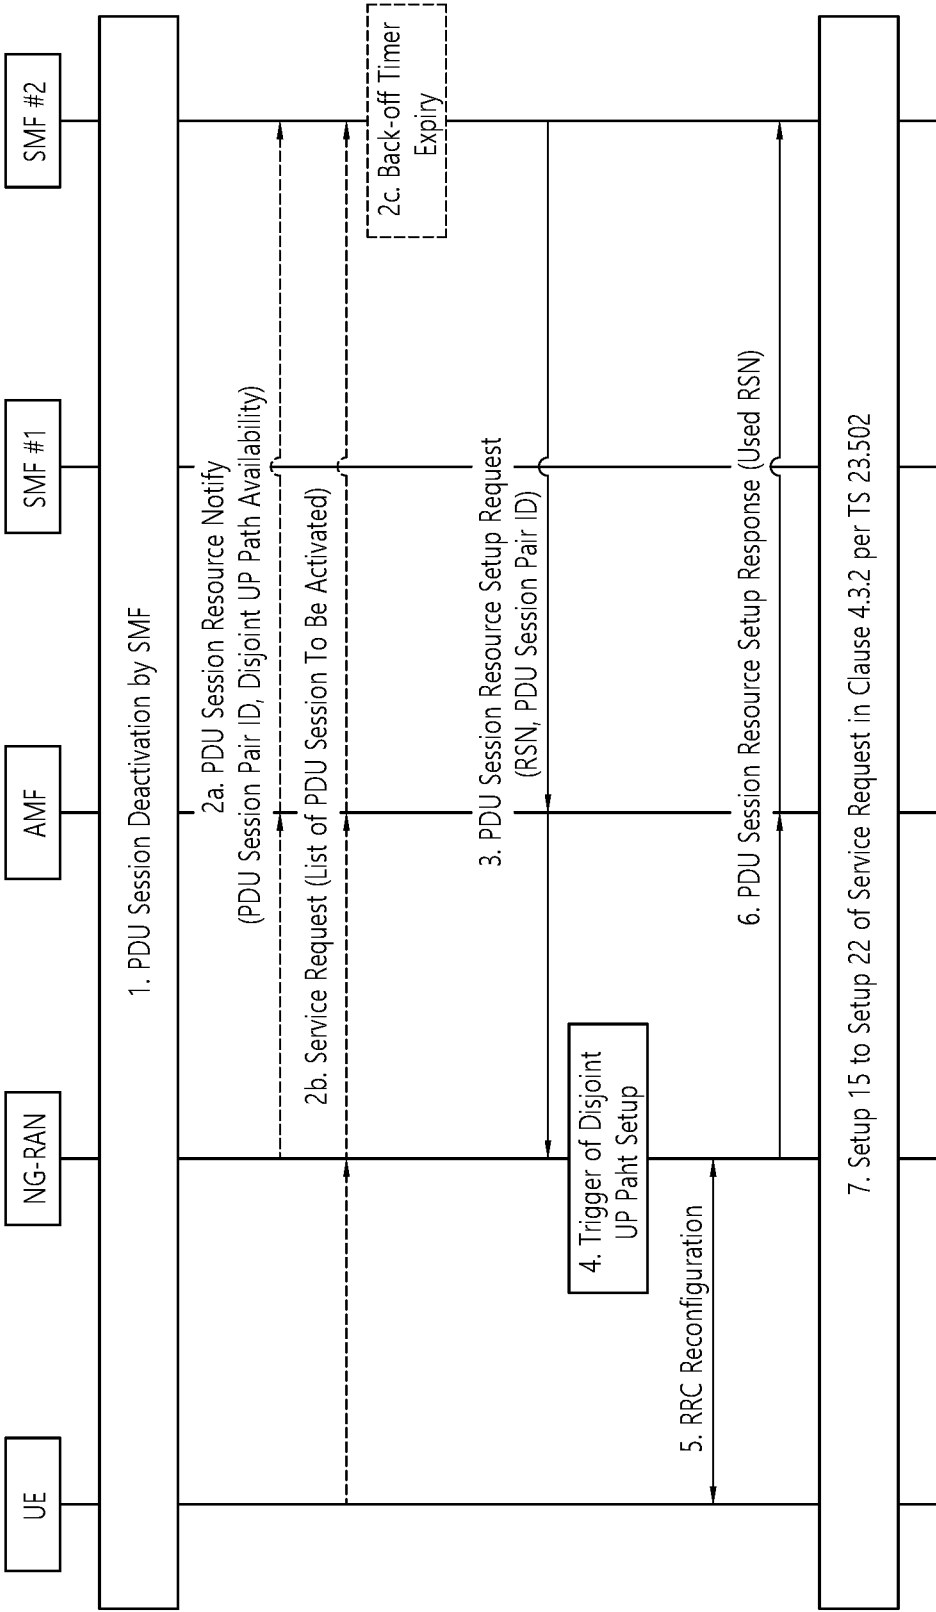 UE
NG-RAN
AMF
SMF #1
SMF #2
1. PDU Session Deactivation by SMF
2a. PDU Session Resource Notify
(PDU Session Pair ID, Disjoint UP Path Availability)
2b. Service Request (List of PDU Session To Be Activated)
2c. Back-off Timer
Expiry
3. PDU Session Resource Setup Request
(RSN, PDU Session Pair ID)
4. Trigger of Disjoint
UP Paht Setup
5. RRC Reconfiguration
6. PDU Session Resource Setup Response (Used RSN)
7. Setup 15 to Setup 22 of Service Request in Clause 4.3.2 per TS 23.502